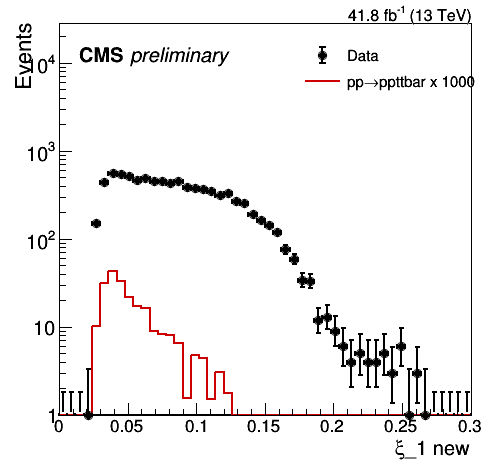 41.8 fb⁻¹ (13 TeV)
Events
CMS preliminary
Data
pp→ppttbar x 1000
10⁴
10³
10²
10
1
0 0.05 0.1 0.15 0.2 0.25 0.3
ξ_1 new